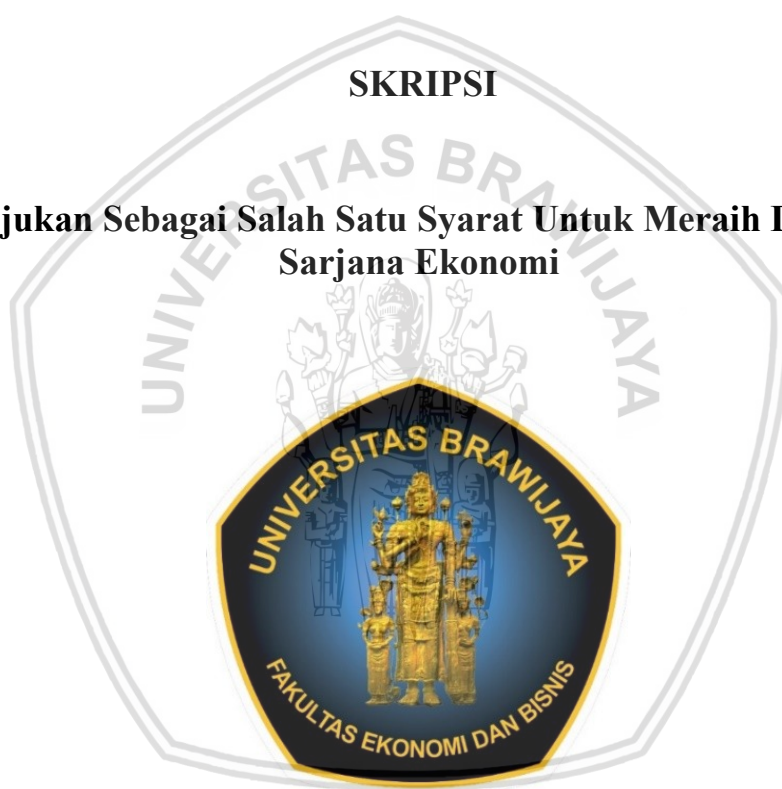 SKRIPSI
UNIVERSITAS BRAWIJAYA
jukan Sebagai Salah Satu Syarat Untuk Meraih
Sarjana Ekonomi
UNIVERSITAS BRAWIJAYA
FAKULTAS EKONOMI DAN BISNIS